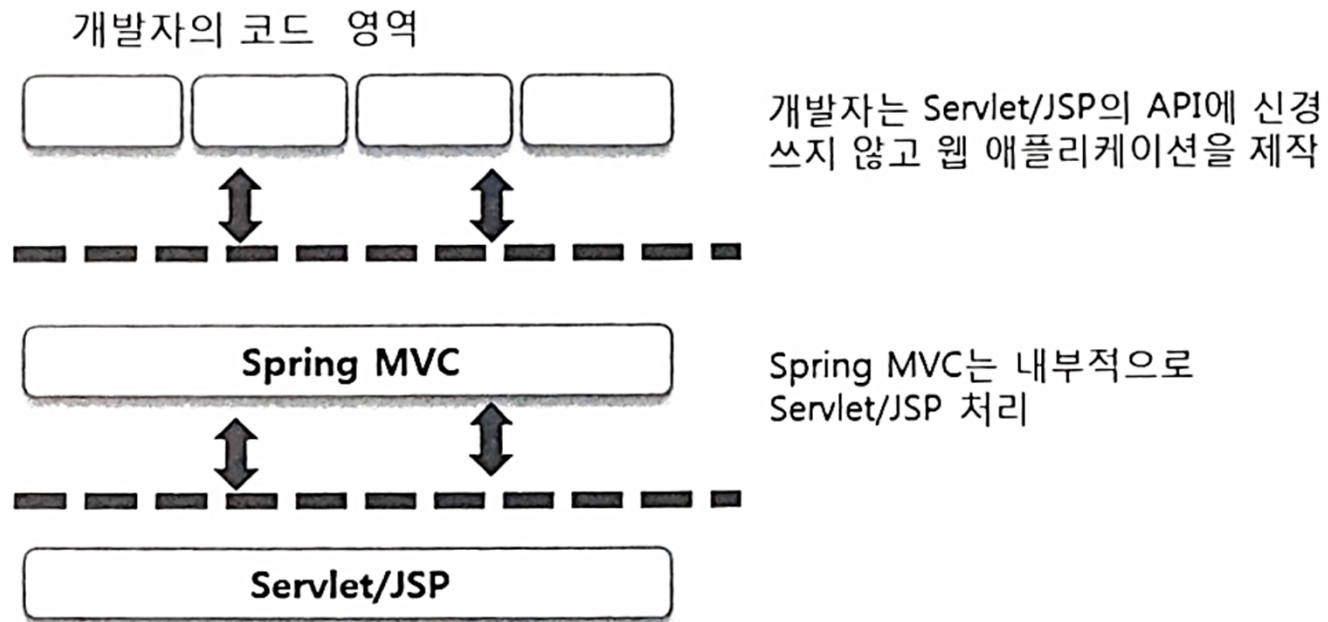 개발자의 코드 영역
개발자는 Servlet/JSP의 API에 신경
쓰지 않고 웹 애플리케이션을 제작
Spring MVC
Spring MVC는 내부적으로
Servlet/JSP 처리
Servlet/JSP